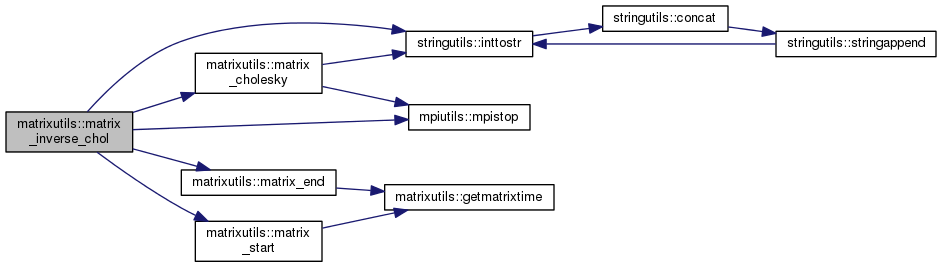 matrixutils::matrix
_inverse_chol
matrixutils::matrix
_cholesky
stringutils::inttostr
stringutils::concat
stringutils::stringappend
mpiutils::mpistop
matrixutils::matrix_end
matrixutils::getmatrixtime
matrixutils::matrix
_start